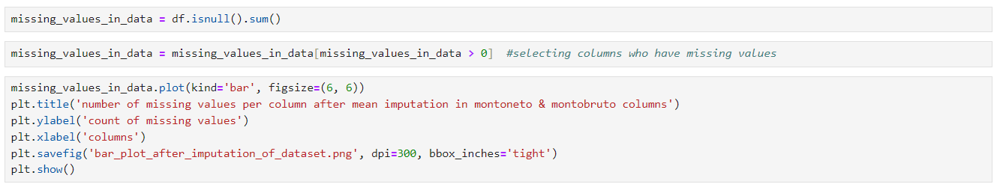 missing_values_in_data = df.isnull().sum()
missing_values_in_data = missing_values_in_data[missing_values_in_data > 0]  #selecting columns who have missing values
missing_values_in_data.plot(kind='bar', figsize=(6, 6))
plt.title('number of missing values per column after mean imputation in montoneto & montobruto columns')
plt.ylabel('count of missing values')
plt.xlabel('columns')
plt.savefig('bar_plot_after_imputation_of_dataset.png', dpi=300, bbox_inches='tight')
plt.show()